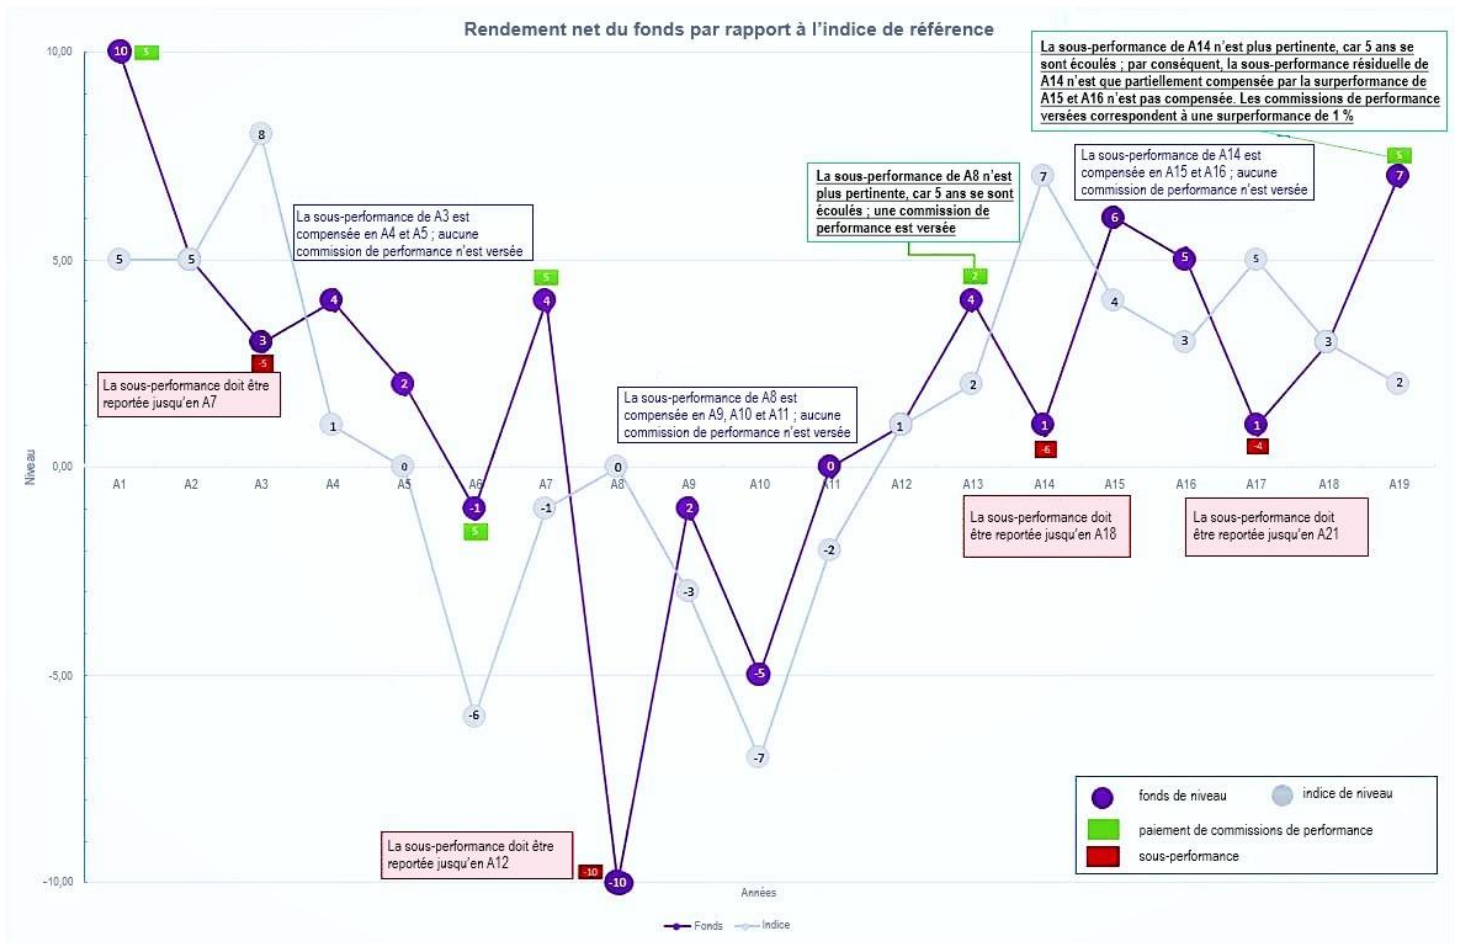 Rendement net du fonds par rapport à l'indice de référence
La sous-performance de A14 n'est plus pertinente, car 5 ans se
sont écoulés ; par conséquent, la sous-performance résiduelle de
A14 n'est que partiellement compensée par la surperformance de
A15 et A16 n'est pas compensée. Les commissions de performance
versées correspondent à une surperformance de 1 %
La sous-performance de A14 est
compensée en A15 et A16 ; aucune
commission de performance n'est versée
La sous-performance de A8 n'est
plus pertinente, car 5 ans se sont
écoulés ; une commission de
performance est versée
La sous-performance de A3 est
compensée en A4 et A5 ; aucune
commission de performance n'est versée
La sous-performance doit être
reportée jusqu'en A7
La sous-performance de A8 est
compensée en A9, A10 et A11 ; aucune
commission de performance n'est versée
La sous-performance doit
être reportée jusqu'en A18
La sous-performance doit
être reportée jusqu'en A21
La sous-performance doit être
reportée jusqu'en A12
10,00
5,00
0,00
-5,00
-10,00
Niveau
A1 A2 A3 A4 A5 A6 A7 A8 A9 A10 A11 A12 A13 A14 A15 A16 A17 A18 A19
10 5 3 4 2 -1 4 -10 2 -5 0 1 4 1 6 5 1 3 7
5 5 8 1 0 -6 -1 0 -3 -7 -2 1 2 7 4 3 5 3 2
5 -5 5 5 -10 2 -6 -4 5
fonds de niveau
indice de niveau
paiement de commissions de performance
sous-performance
Années
Fonds Indice